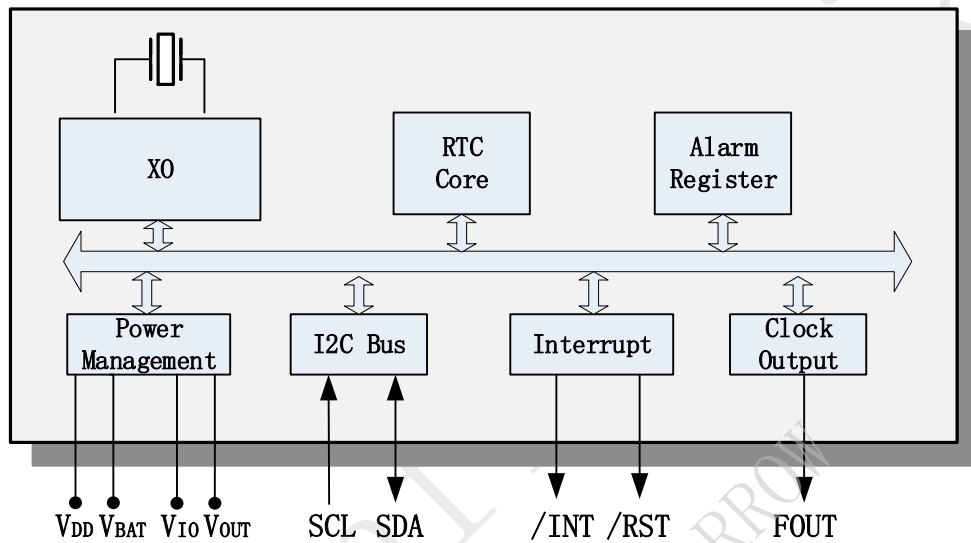 XO
RTC
Core
Alarm
Register
Power
Management
I2C Bus
Interrupt
Clock
Output
VDD VBAT VIO VOUT SCL SDA /INT /RST FOUT
RROW